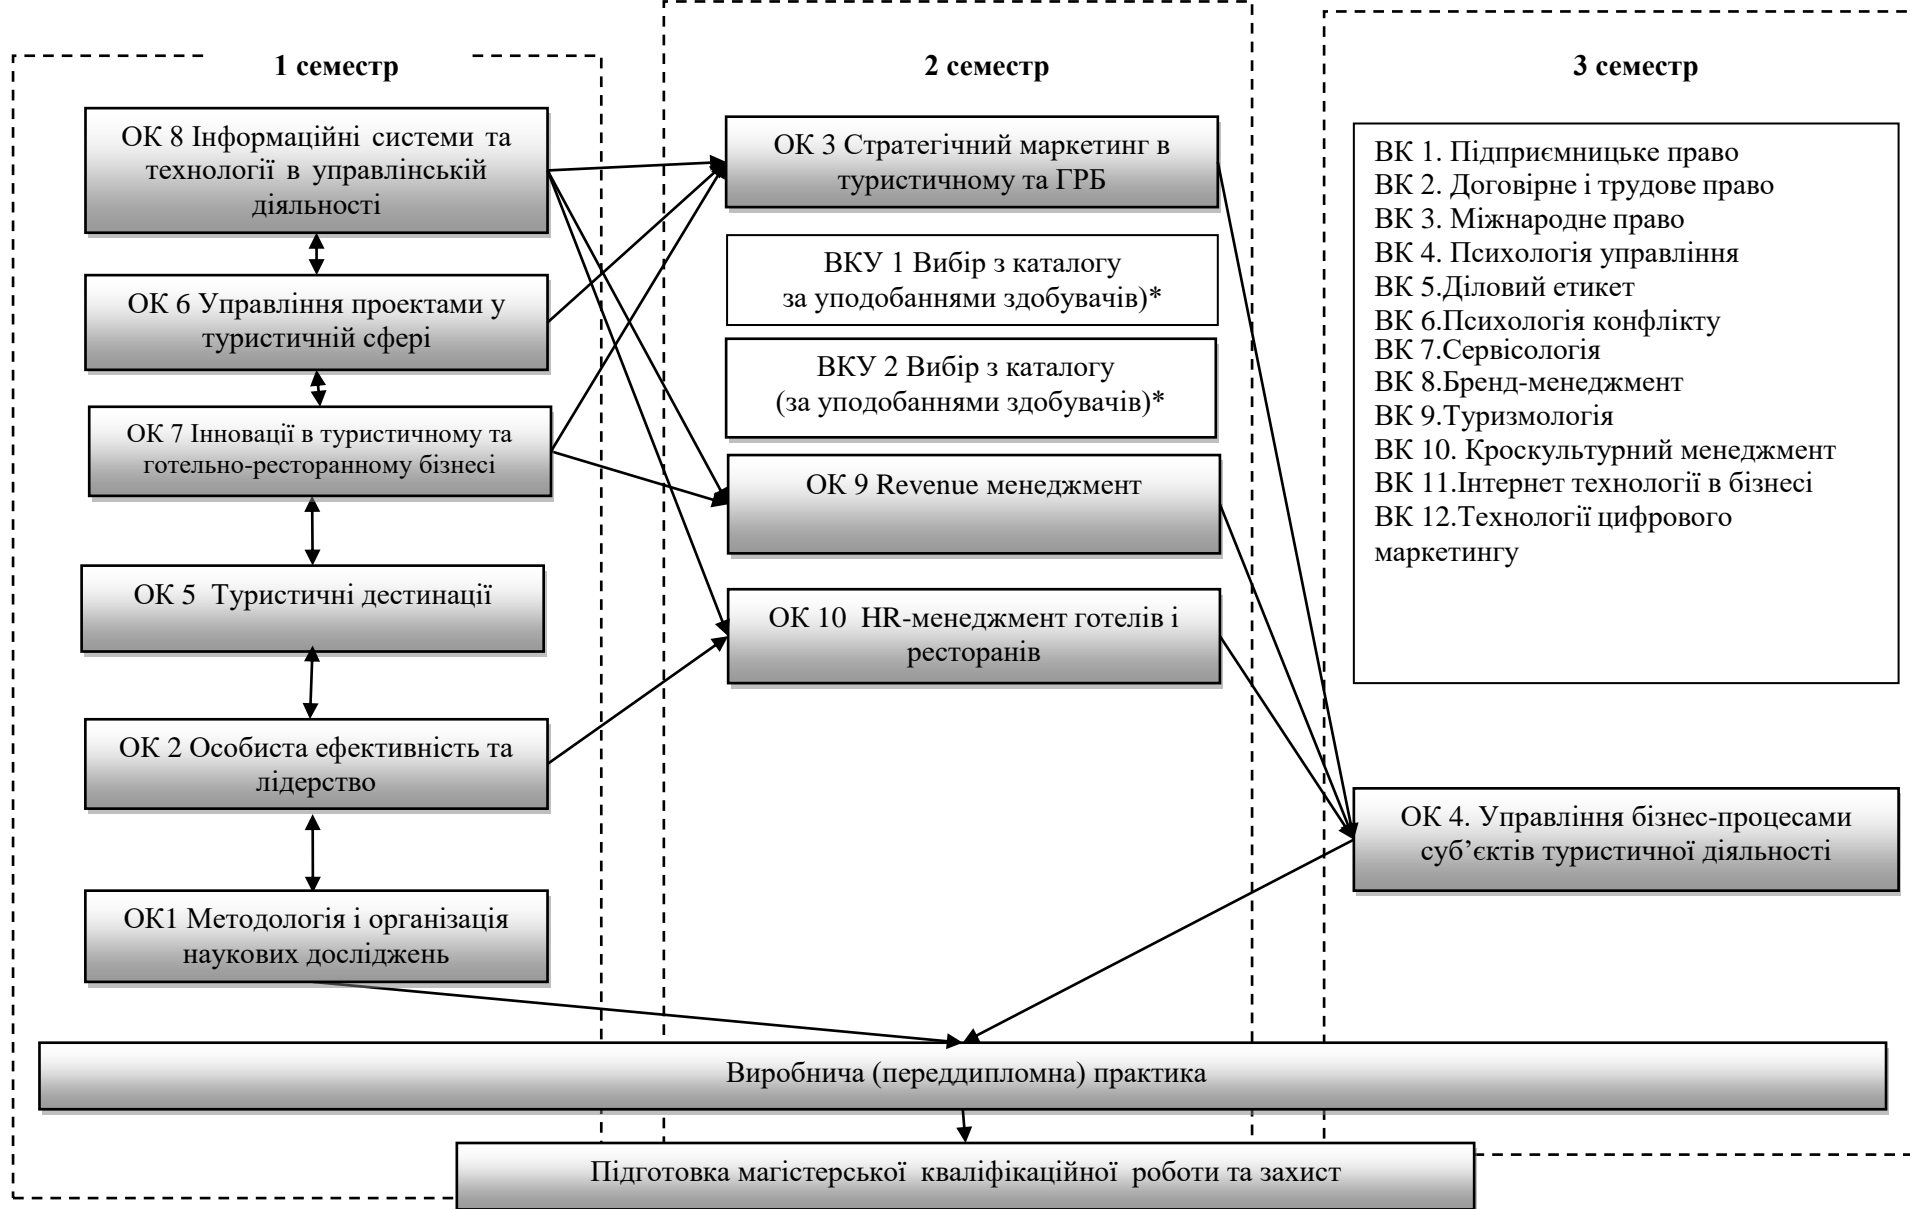 1 семестр
ОК 8 Інформаційні системи та
технології в управлінській
діяльності
ОК 6 Управління проектами у
туристичній сфері
ОК 7 Інновації в туристичному та
готельно-ресторанному бізнесі
ОК 5 Туристичні дестинації
ОК 2 Особиста ефективність та
лідерство
ОК1 Методологія і організація
наукових досліджень
2 семестр
ОК 3 Стратегічний маркетинг в
туристичному та ГРБ
ВКУ 1 Вибір з каталогу
за уподобаннями здобувачів)*
ВКУ 2 Вибір з каталогу
(за уподобаннями здобувачів)*
ОК 9 Revenue менеджмент
ОК 10 HR-менеджмент готелів і
ресторанів
3 семестр
ВК 1. Підприємницьке право
ВК 2. Договірне і трудове право
ВК 3. Міжнародне право
ВК 4. Психологія управління
ВК 5.Діловий етикет
ВК 6.Психологія конфлікту
ВК 7.Сервісологія
ВК 8.Бренд-менеджмент
ВК 9.Туризмологія
ВК 10. Кроскультурний менеджмент
ВК 11.Інтернет технології в бізнесі
ВК 12.Технології цифрового
маркетингу
ОК 4. Управління бізнес-процесами
суб’єктів туристичної діяльності
Виробнича (переддипломна) практика
Підготовка магістерської кваліфікаційної роботи та захист